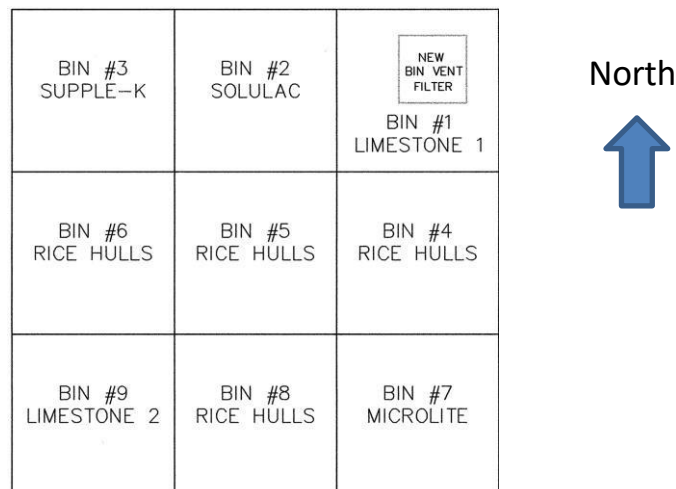 BIN #3
SUPPLE-K
BIN #2
SOLULAC
NEW
BIN VENT
FILTER
BIN #1
LIMESTONE 1
North
BIN #6
RICE HULLS
BIN #5
RICE HULLS
BIN #4
RICE HULLS
BIN #9
LIMESTONE 2
BIN #8
RICE HULLS
BIN #7
MICROLITE